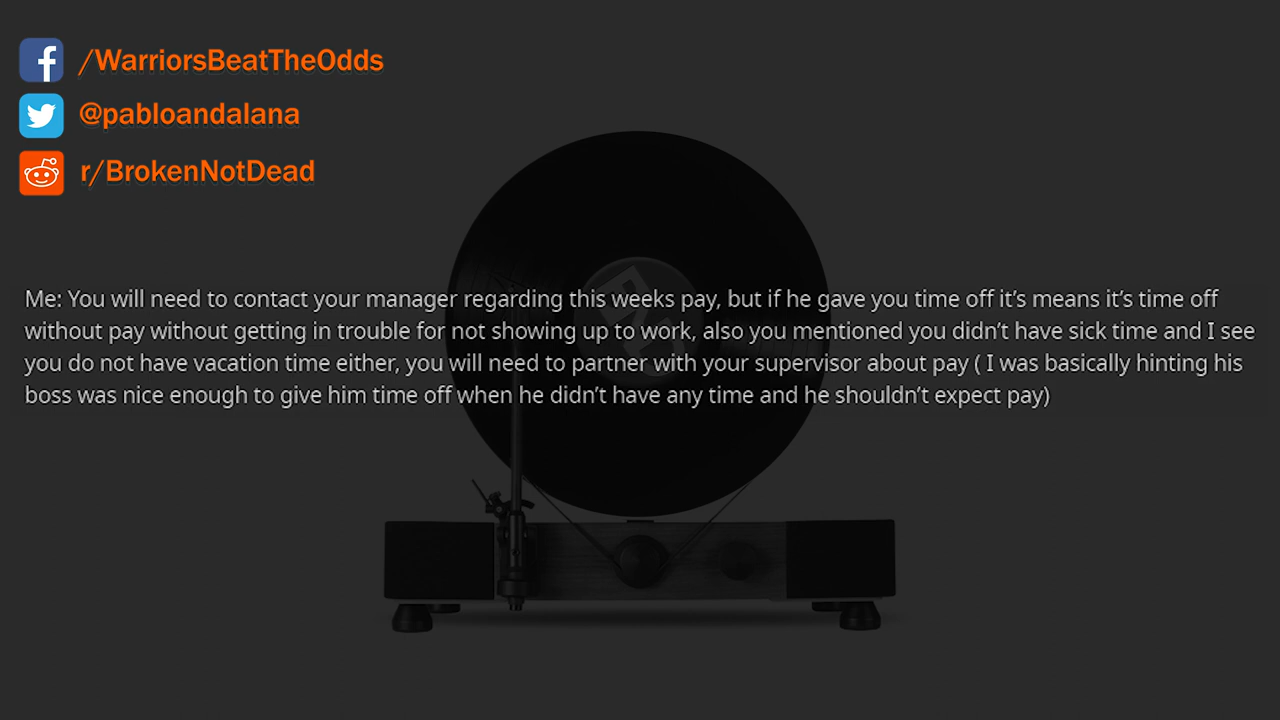 /WarriorsBeatTheOdds
@pabloandalana
r/BrokenNotDead
Me: You will need to contact your manager regarding this weeks pay, but if he gave you time off it’s means it’s time off
without pay without getting in trouble for not showing up to work, also you mentioned you didn’t have sick time and I see
you do not have vacation time either, you will need to partner with your supervisor about pay ( I was basically hinting his
boss was nice enough to give him time off when he didn’t have any time and he shouldn’t expect pay)